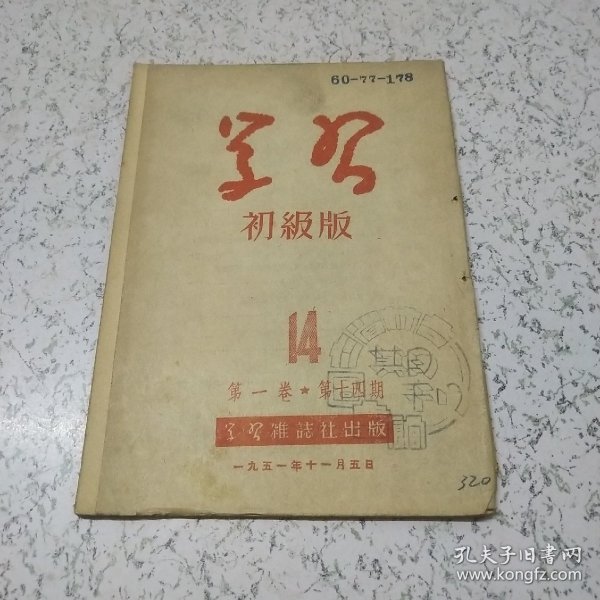 60-77-178
学习
初級版
14
第一卷★第十四期
学习雜誌社出版
一九五一年十一月五日
320
孔夫子旧书网
www.kongfz.com